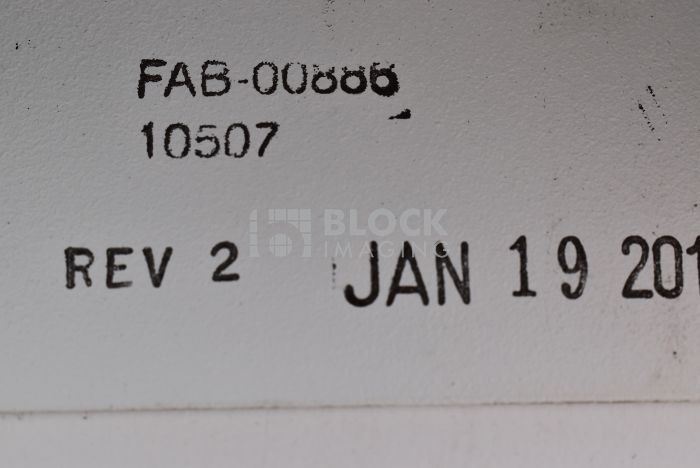 FAB-00886
10507
BLOCK
IMAGING
REV 2
JAN 19 201